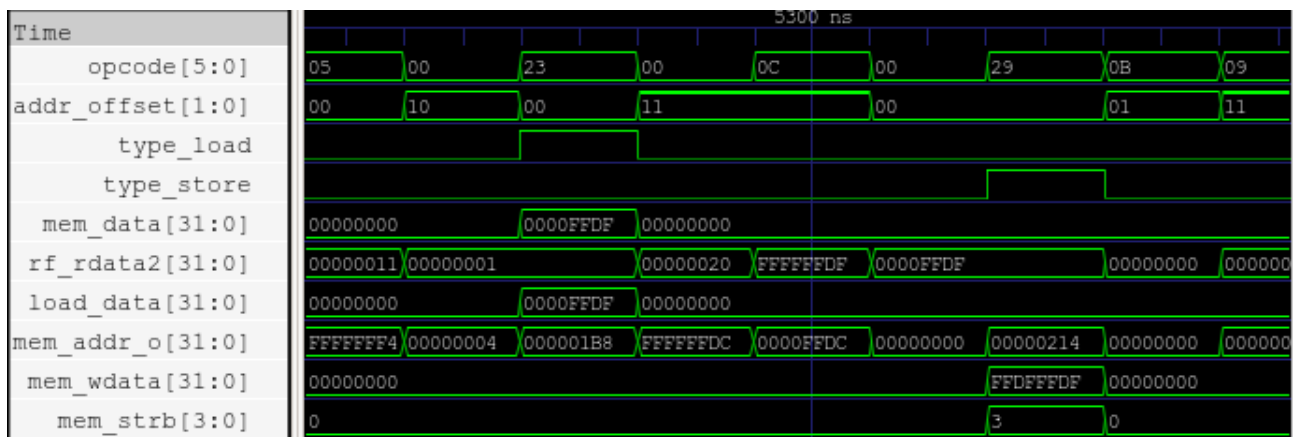 5300 ns
Time
opcode[5:0] 05 00 23 00 0C 00 29 0B 09
addr_offset[1:0] 00 10 00 11 00 01 11
type_load
type_store
mem_data[31:0] 00000000 0000FFDF 00000000
rf_rdata2[31:0] 00000011 00000001 00000020 FFFFFFDF 0000FFDF 00000000 000000
load_data[31:0] 00000000 0000FFDF 00000000
mem_addr_o[31:0] FFFFFFF4 00000004 000001B8 FFFFFFDC 0000FFDC 00000000 00000214 00000000 000000
mem_wdata[31:0] 00000000 FFDFFFDF 00000000
mem_strb[3:0] 0 3 0